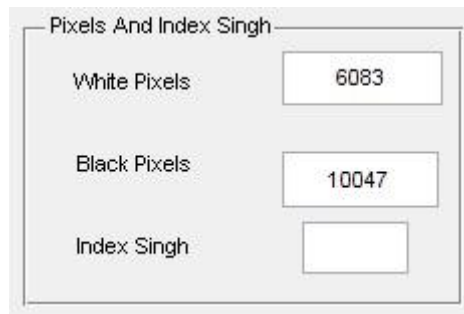 Pixels And Index Singh
White Pixels 6083
Black Pixels 10047
Index Singh